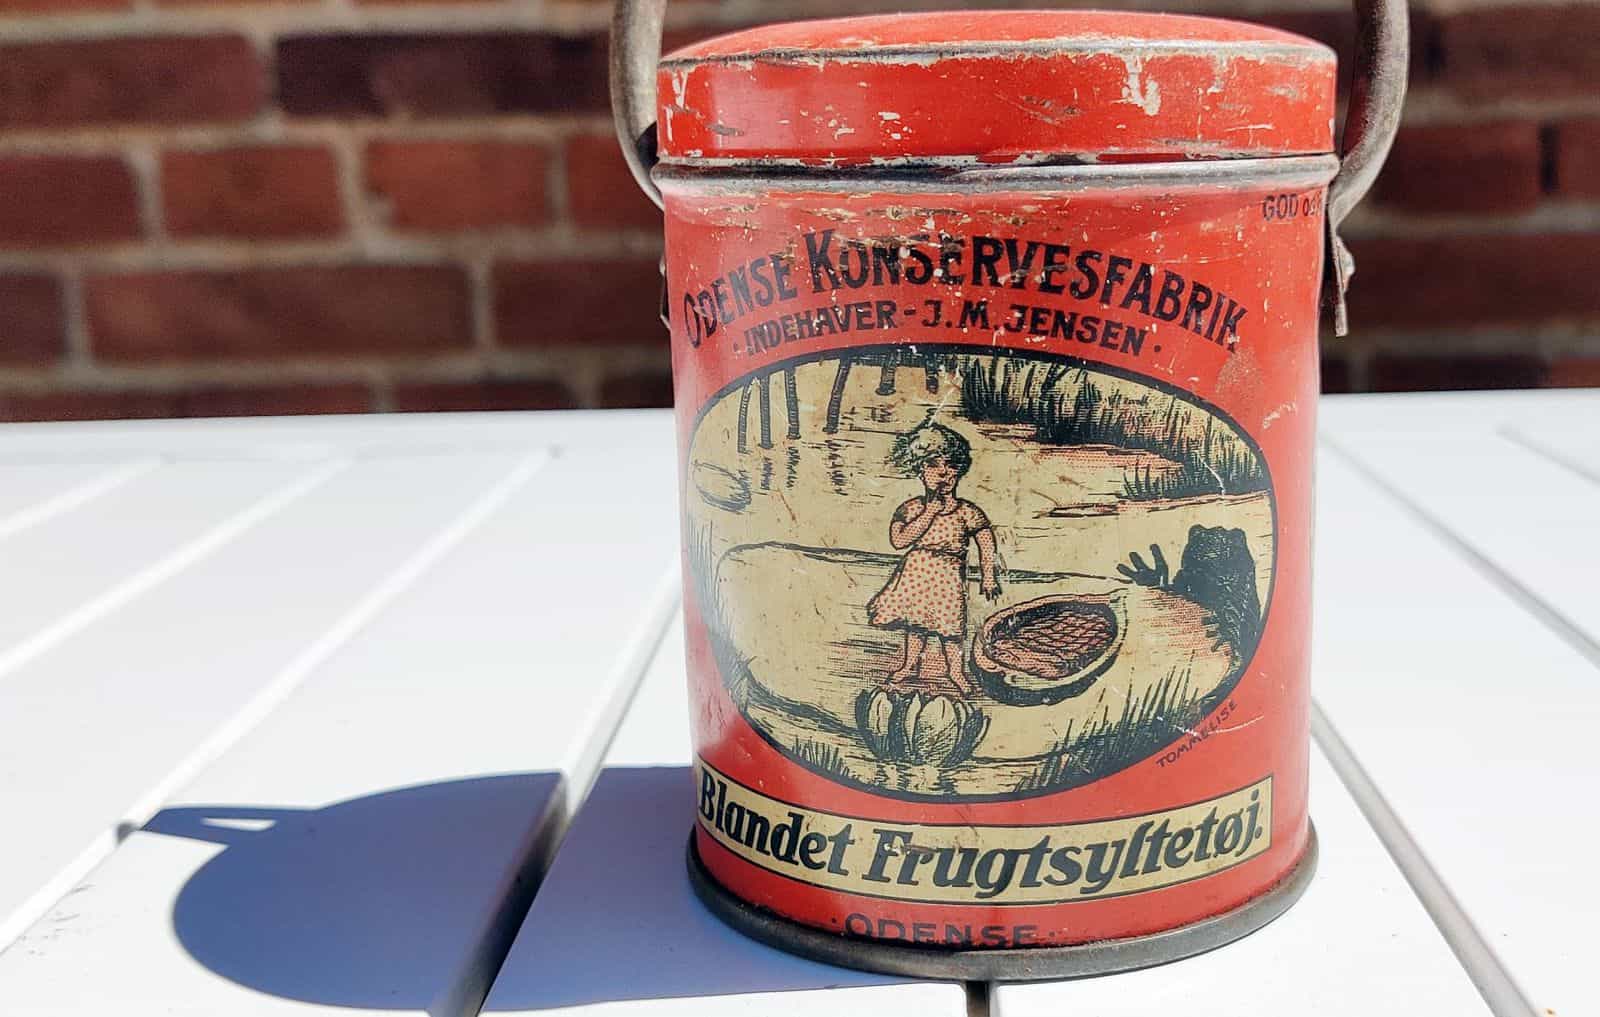 GOD
ODENSE KONSERVESFABRIK
· INDEHAVER - J. M. JENSEN ·
TOMMELISE
Blandet Frugtsyltetøj.
· ODENSE ·